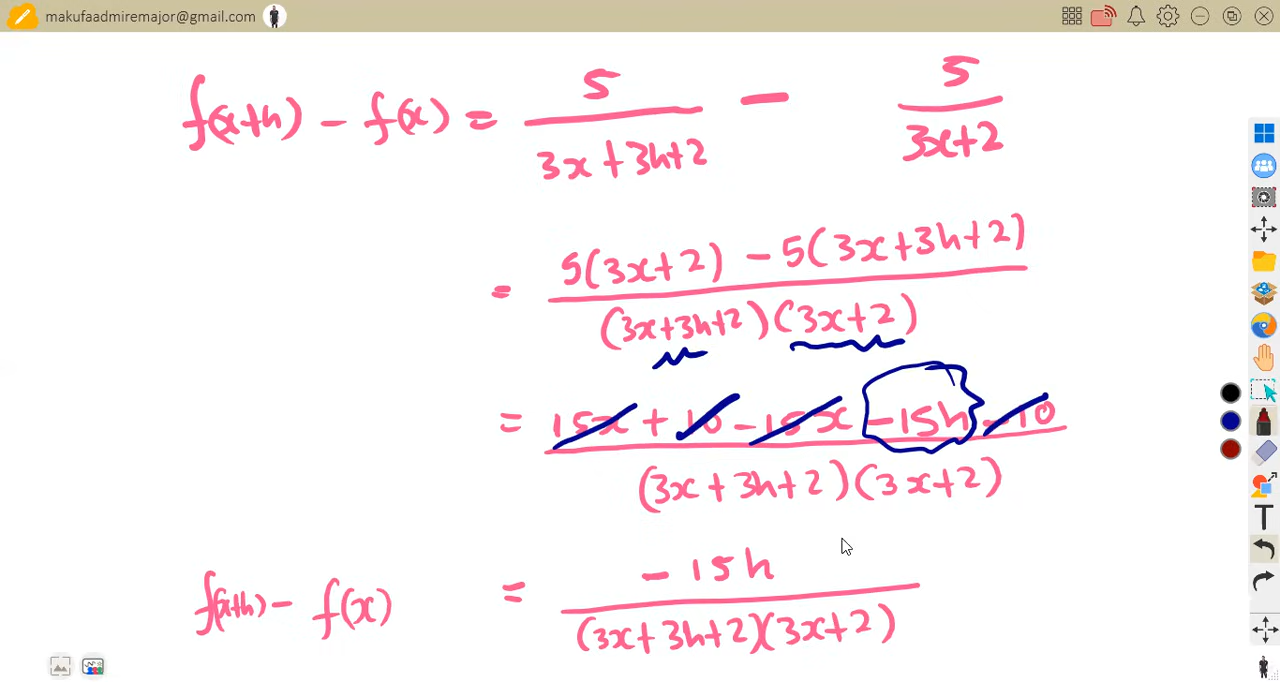 makufaadmiremajor@gmail.com
f(x+h) - f(x) = 5/(3x+3h+2) - 5/(3x+2)
= 5(3x+2) - 5(3x+3h+2) / (3x+3h+2)(3x+2)
= 15x + 10 - 15x - 15h - 10 / (3x+3h+2)(3x+2)
f(x+h) - f(x) = -15h / (3x+3h+2)(3x+2)
T